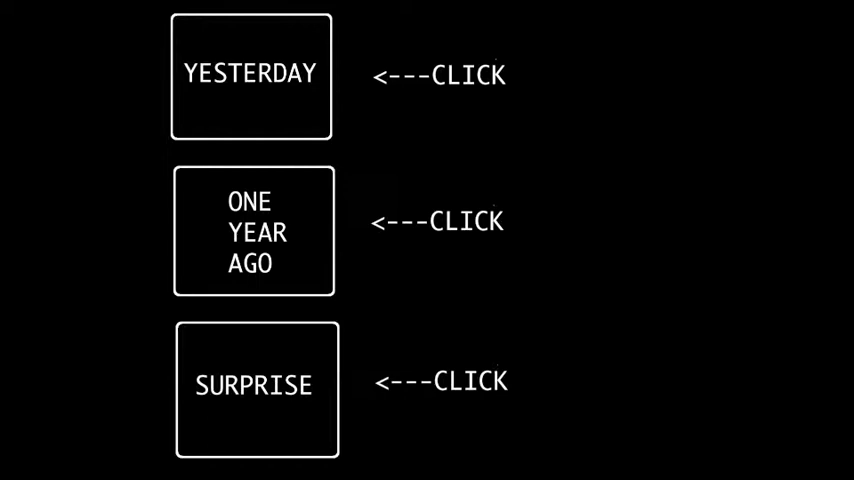 YESTERDAY <---CLICK
ONE
YEAR <---CLICK
AGO
SURPRISE <---CLICK